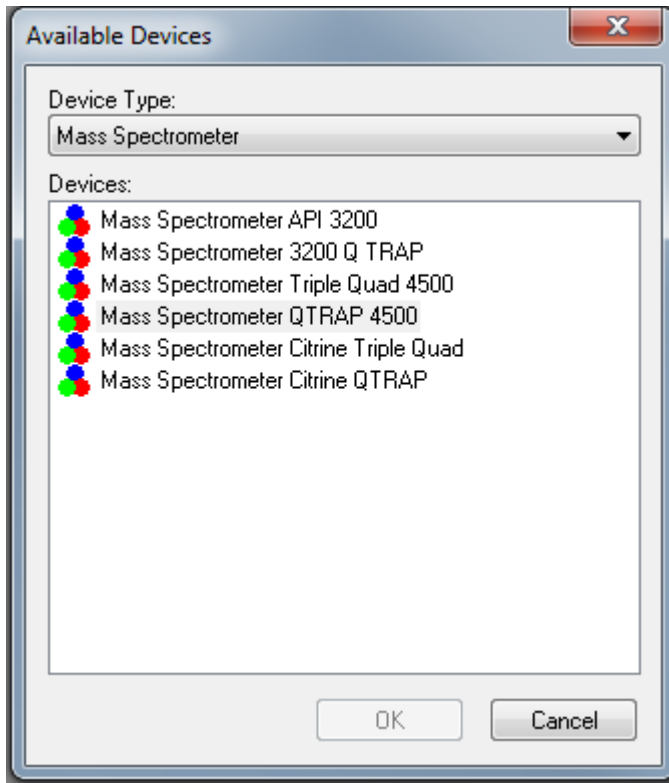 Available Devices
Device Type:
Mass Spectrometer
Devices:
Mass Spectrometer API 3200
Mass Spectrometer 3200 Q TRAP
Mass Spectrometer Triple Quad 4500
Mass Spectrometer QTRAP 4500
Mass Spectrometer Citrine Triple Quad
Mass Spectrometer Citrine QTRAP
OK Cancel